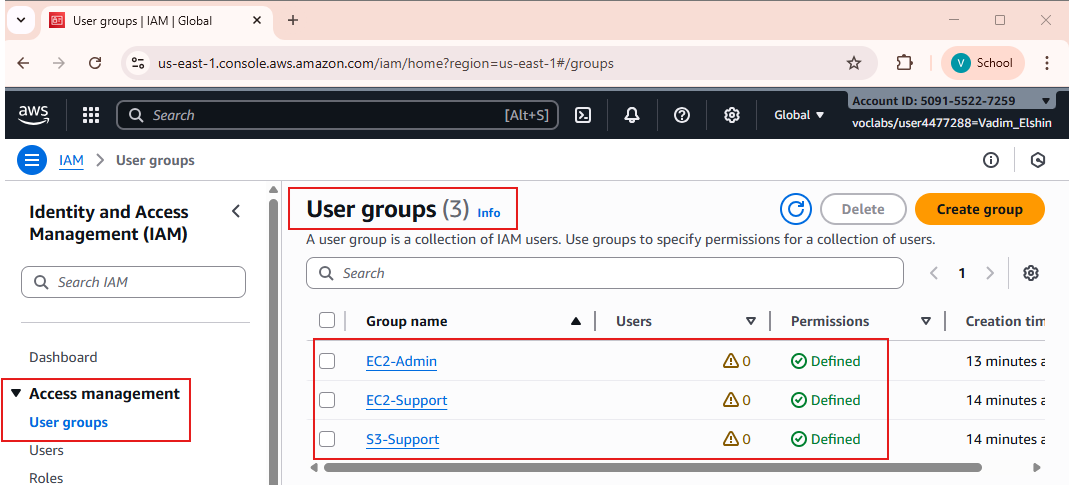 User groups | IAM | Global
us-east-1.console.aws.amazon.com/iam/home?region=us-east-1#/groups
V School
aws
Search [Alt+S]
Global
Account ID: 5091-5522-7259
voclabs/user4477288=Vadim_Elshin
IAM > User groups
Identity and Access
Management (IAM)
Search IAM
Dashboard
Access management
User groups
Users
Roles
User groups (3) Info
Delete
Create group
A user group is a collection of IAM users. Use groups to specify permissions for a collection of users.
Search
1
Group name Users Permissions Creation tim
EC2-Admin 0 Defined 13 minutes a
EC2-Support 0 Defined 14 minutes a
S3-Support 0 Defined 14 minutes a